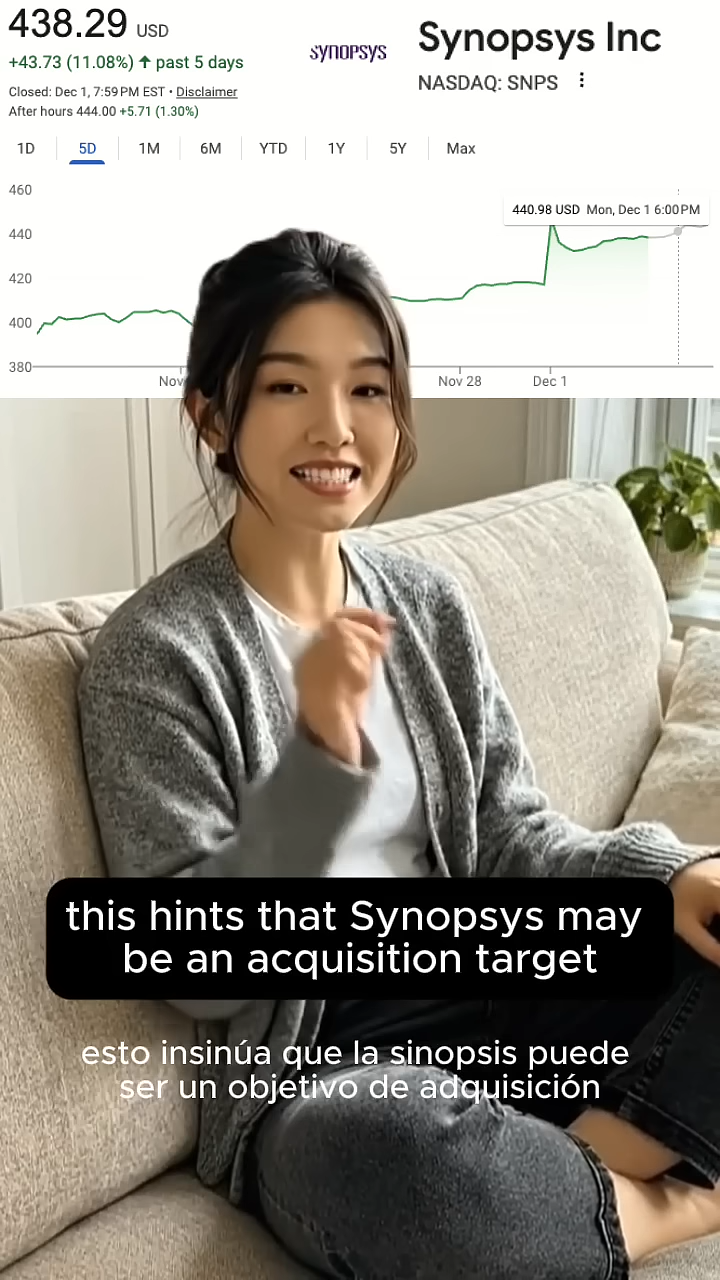 438.29 USD
+43.73 (11.08%) ↑ past 5 days
Closed: Dec 1, 7:59 PM EST • Disclaimer
After hours 444.00 +5.71 (1.30%)
SYNOPSYS
Synopsys Inc
NASDAQ: SNPS ⋮
1D 5D 1M 6M YTD 1Y 5Y Max
460
440.98 USD Mon, Dec 1 6:00 PM
440
420
400
380
Nov Nov 28 Dec 1
this hints that Synopsys may
be an acquisition target
esto insinúa que la sinopsis puede
ser un objetivo de adquisición